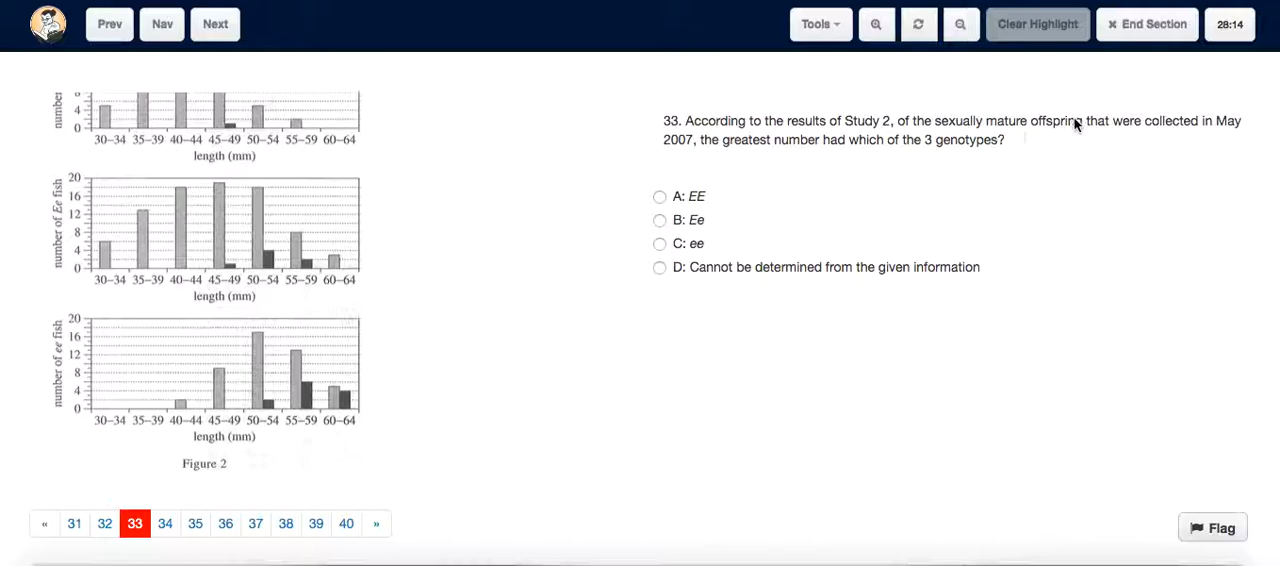 Prev Nav Next Tools Clear Highlight × End Section 28:14
number
4
0
30–34 35–39 40–44 45–49 50–54 55–59 60–64
length (mm)
number of Ee fish
20
16
12
8
4
0
30–34 35–39 40–44 45–49 50–54 55–59 60–64
length (mm)
number of ee fish
20
16
12
8
4
0
30–34 35–39 40–44 45–49 50–54 55–59 60–64
length (mm)
Figure 2
33. According to the results of Study 2, of the sexually mature offspring that were collected in May
2007, the greatest number had which of the 3 genotypes?
A: EE
B: Ee
C: ee
D: Cannot be determined from the given information
« 31 32 33 34 35 36 37 38 39 40 »
Flag